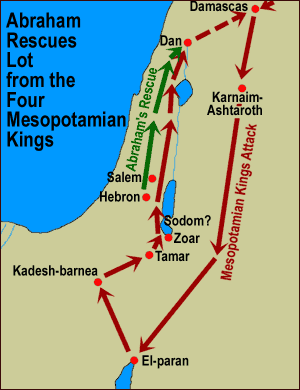 Abraham
Rescues
Lot
from the
Four
Mesopotamian
Kings
Damascas
Dan
Karnaim-
Ashtaroth
Abraham's Rescue
Mesopotamian Kings Attack
Salem
Hebron
Sodom?
Zoar
Tamar
Kadesh-barnea
El-paran